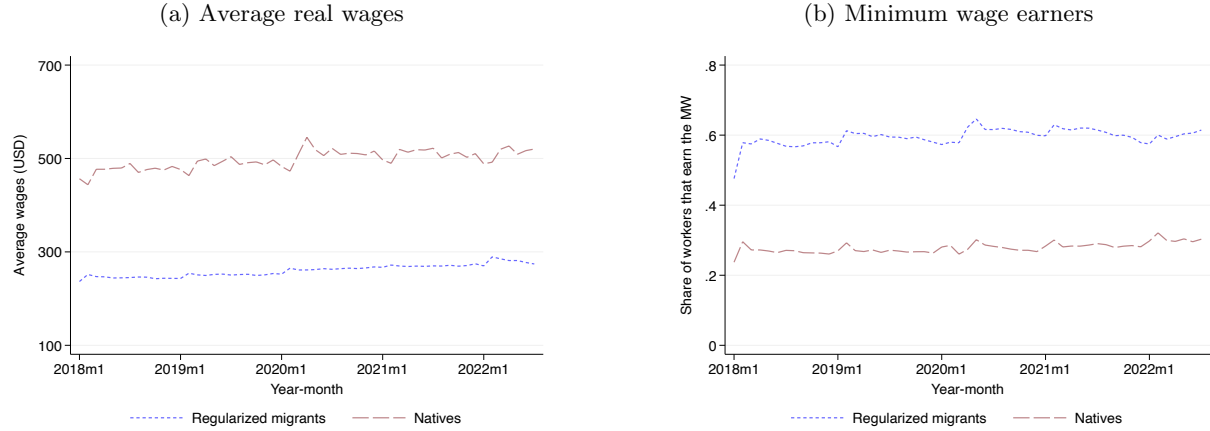 (a) Average real wages
700
500
300
100
Average wages (USD)
2018m1 2019m1 2020m1 2021m1 2022m1
Year-month
Regularized migrants Natives
(b) Minimum wage earners
.8
.6
.4
.2
0
Share of workers that earn the MW
2018m1 2019m1 2020m1 2021m1 2022m1
Year-month
Regularized migrants Natives